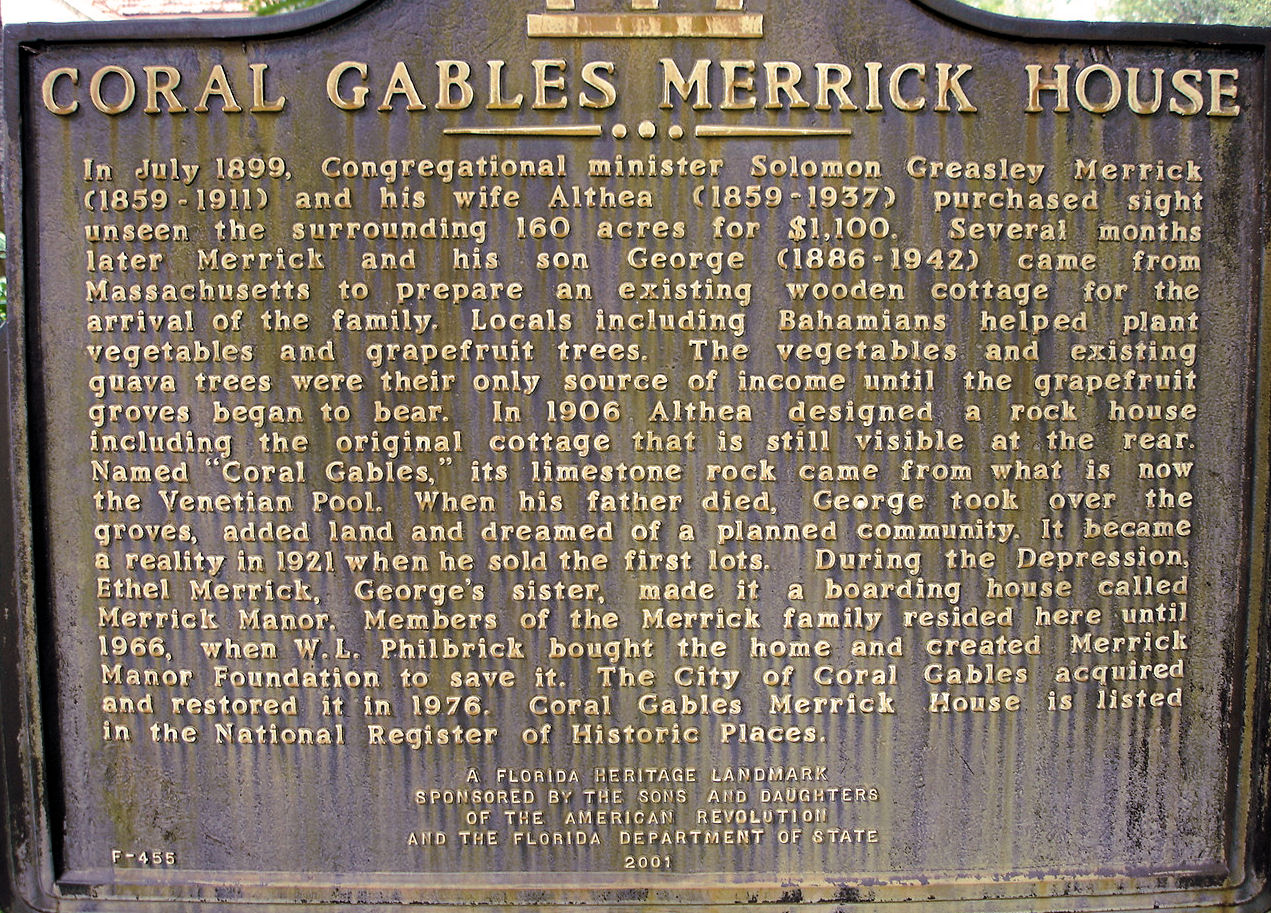 Coral Gables Merrick House
In July 1899, Congregational minister Solomon Greasley Merrick
(1859-1911) and his wife Althea (1859-1937) purchased sight
unseen the surrounding 160 acres for $1,100. Several months
later Merrick and his son George (1886-1942) came from
Massachusetts to prepare an existing wooden cottage for the
arrival of the family. Locals including Bahamians helped plant
vegetables and grapefruit trees. The vegetables and existing
guava trees were their only source of income until the grapefruit
groves began to bear. In 1906 Althea designed a rock house
including the original cottage that is still visible at the rear.
Named "Coral Gables," its limestone rock came from what is now
the Venetian Pool. When his father died, George took over the
groves, added land and dreamed of a planned community. It became
a reality in 1921 when he sold the first lots. During the Depression,
Ethel Merrick, George's sister, made it a boarding house called
Merrick Manor. Members of the Merrick family resided here until
1966, when W.L. Philbrick bought the home and created Merrick
Manor Foundation to save it. The City of Coral Gables acquired
and restored it in 1976. Coral Gables Merrick House is listed
in the National Register of Historic Places.
A FLORIDA HERITAGE LANDMARK
SPONSORED BY THE SONS AND DAUGHTERS
OF THE AMERICAN REVOLUTION
AND THE FLORIDA DEPARTMENT OF STATE
F-455
2001